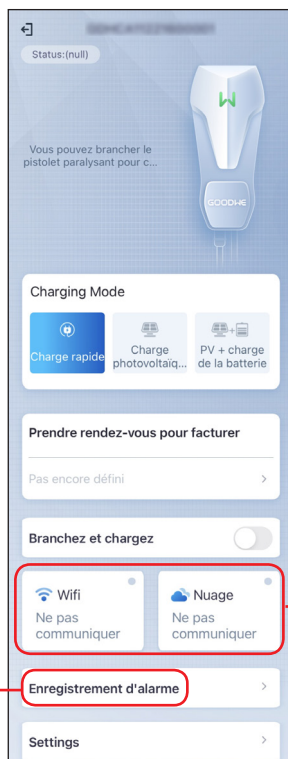 Status:(null)
Vous pouvez brancher le
pistolet paralysant pour c...
GOODWE
Charging Mode
Charge rapide
Charge
photovoltaïq...
PV + charge
de la batterie
Prendre rendez-vous pour facturer
Pas encore défini
Branchez et chargez
Wifi
Ne pas
communiquer
Nuage
Ne pas
communiquer
Enregistrement d'alarme
Settings